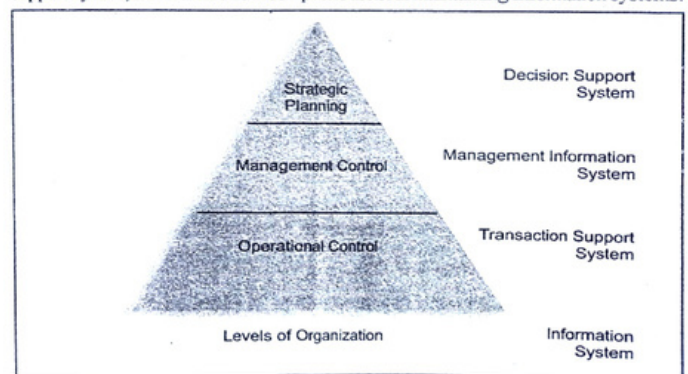 Decision Support
System
Strategic
Planning
Management Information
System
Management Control
Transaction Support
System
Operational Control
Levels of Organization
Information
System